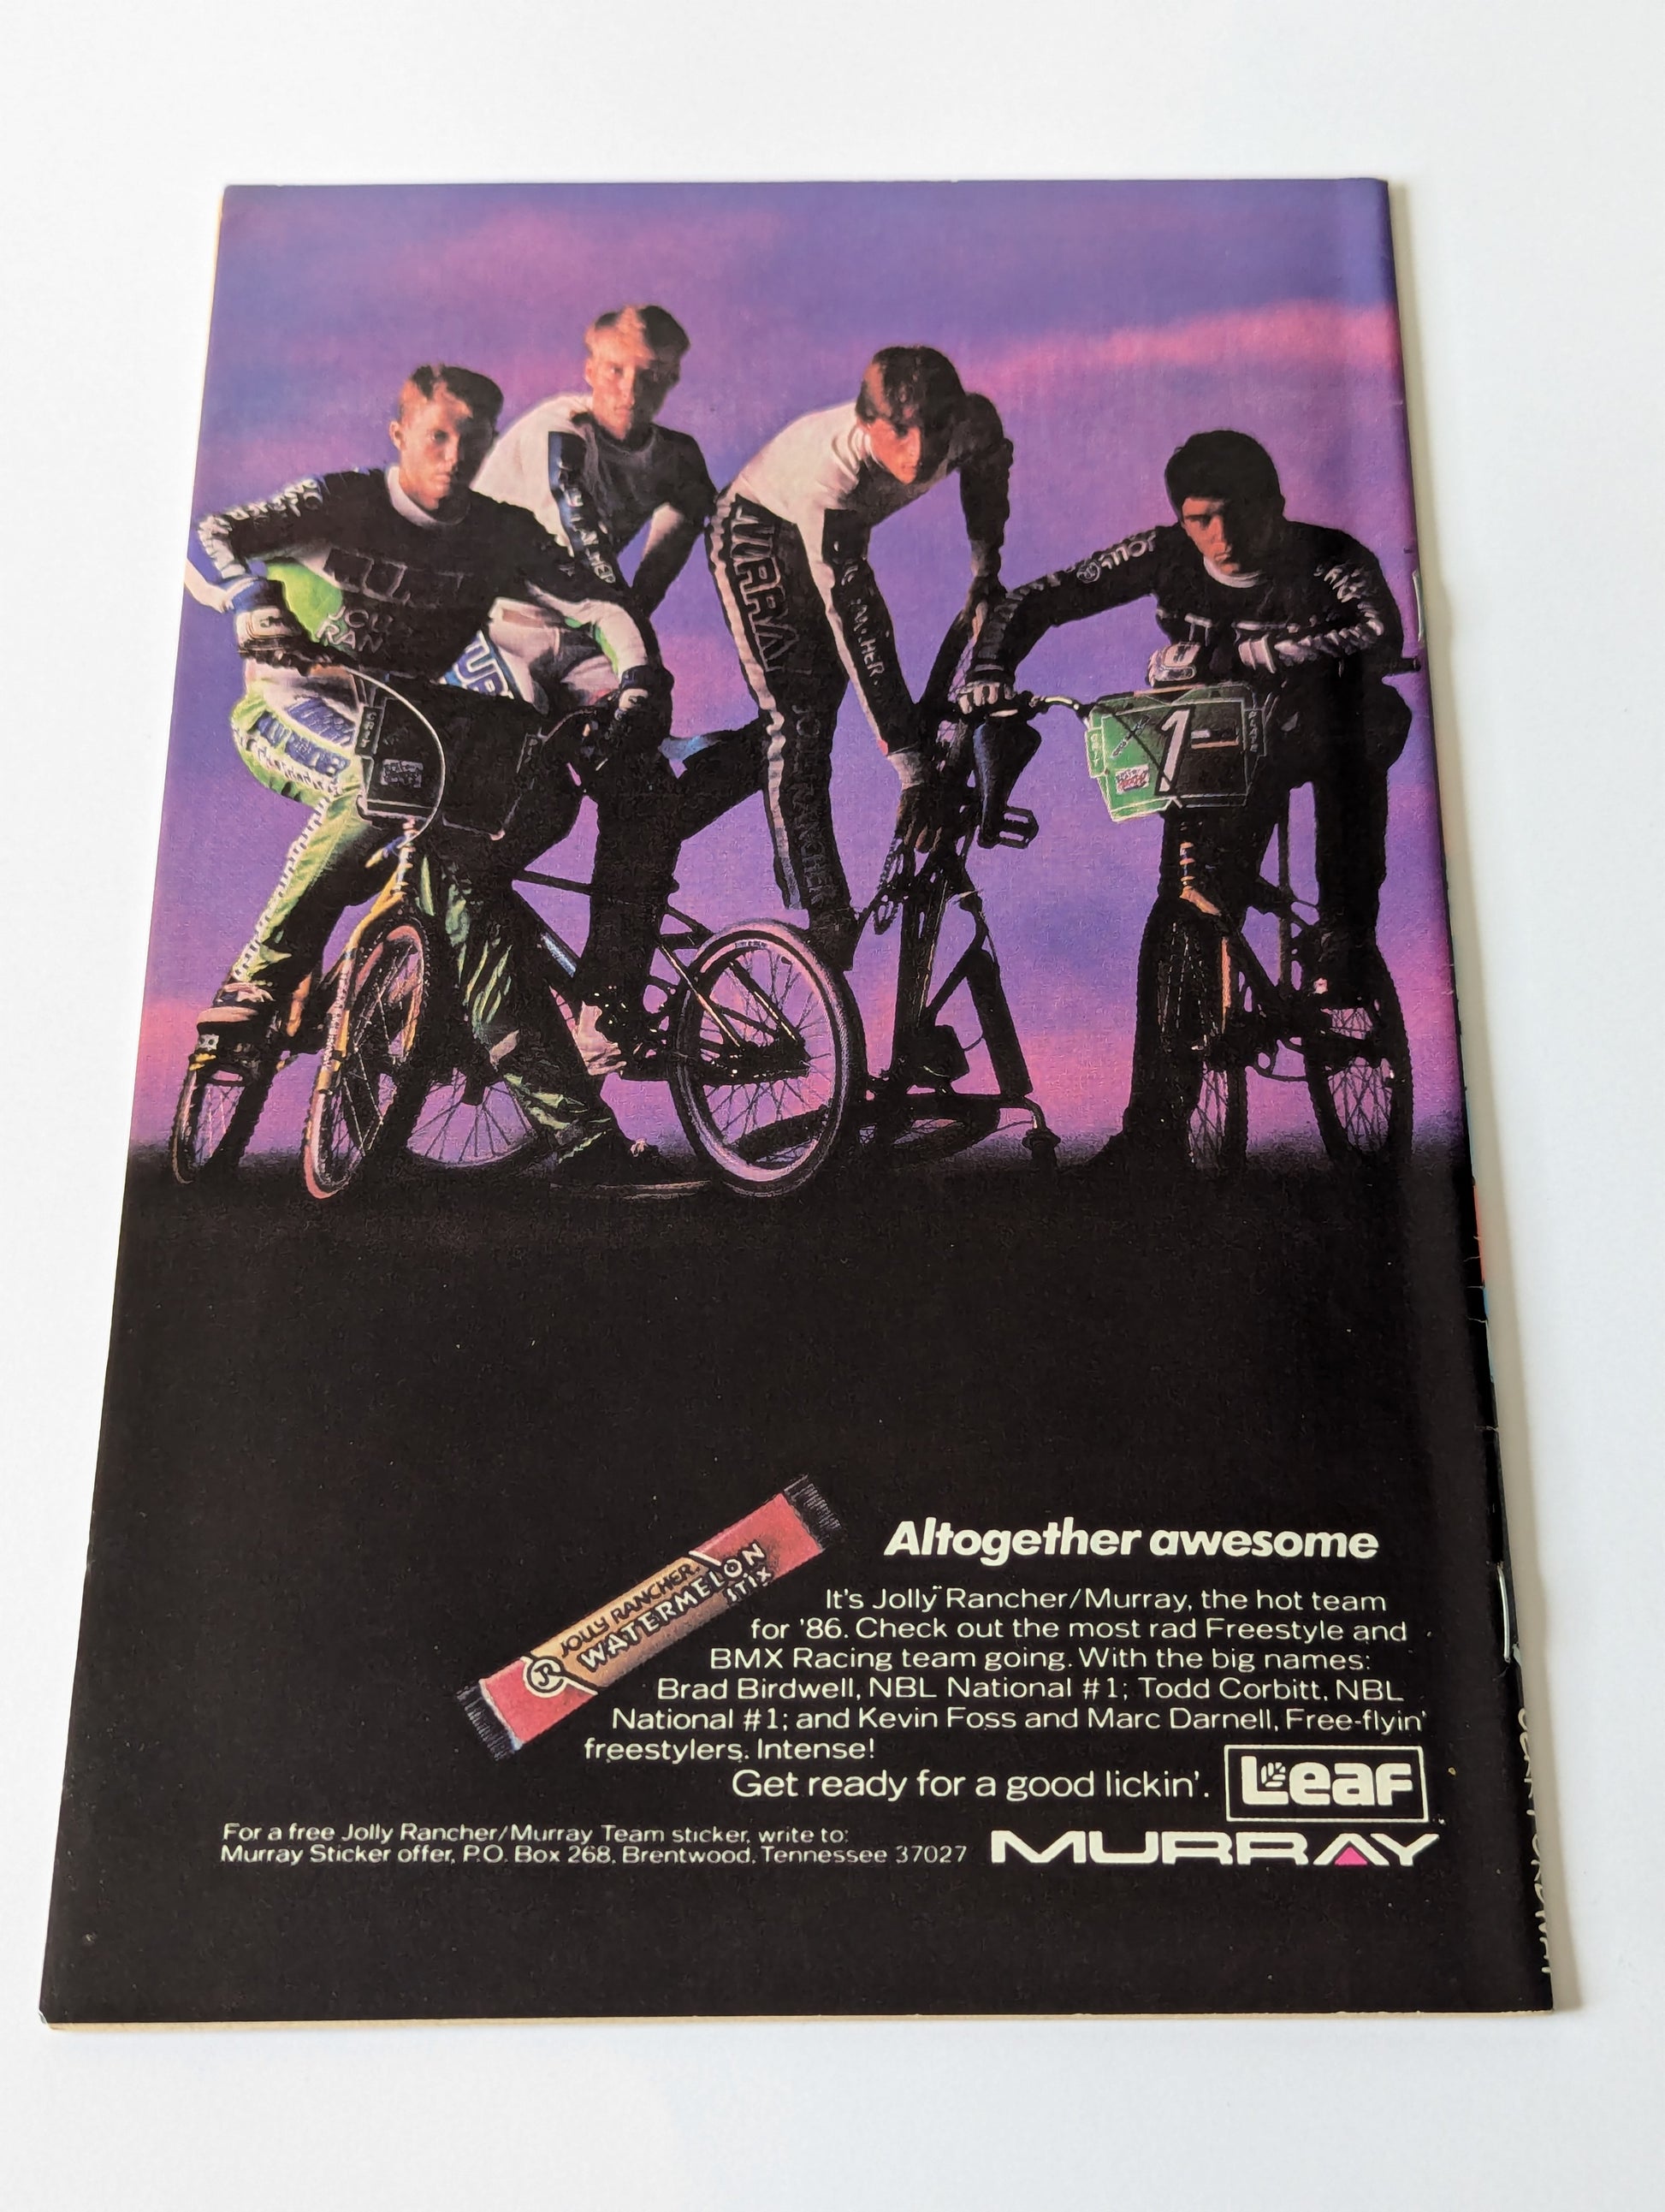 JOLLY
RANCHER
MURRAY
JOLLY RANCHER
1
JOLLY RANCHER
WATERMELON
STIX
JR
Altogether awesome
It's Jolly Rancher/Murray, the hot team
for '86. Check out the most rad Freestyle and
BMX Racing team going. With the big names:
Brad Birdwell, NBL National #1; Todd Corbitt, NBL
National #1; and Kevin Foss and Marc Darnell, Free-flyin'
freestylers. Intense!
Get ready for a good lickin'.
Leaf
For a free Jolly Rancher/Murray Team sticker, write to:
Murray Sticker offer, P.O. Box 268, Brentwood, Tennessee 37027
MURRAY